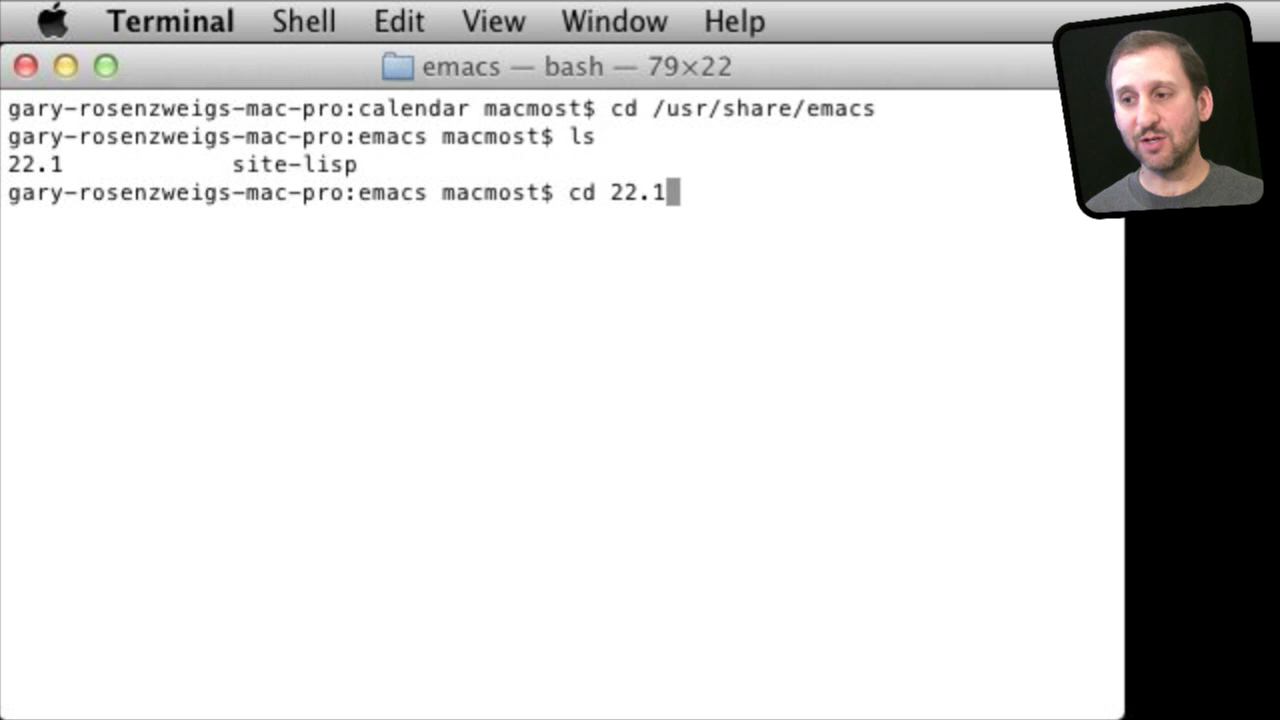 Terminal Shell Edit View Window Help
emacs — bash — 79×22
gary-rosenzweigs-mac-pro:calendar macmost$ cd /usr/share/emacs
gary-rosenzweigs-mac-pro:emacs macmost$ ls
22.1 site-lisp
gary-rosenzweigs-mac-pro:emacs macmost$ cd 22.1